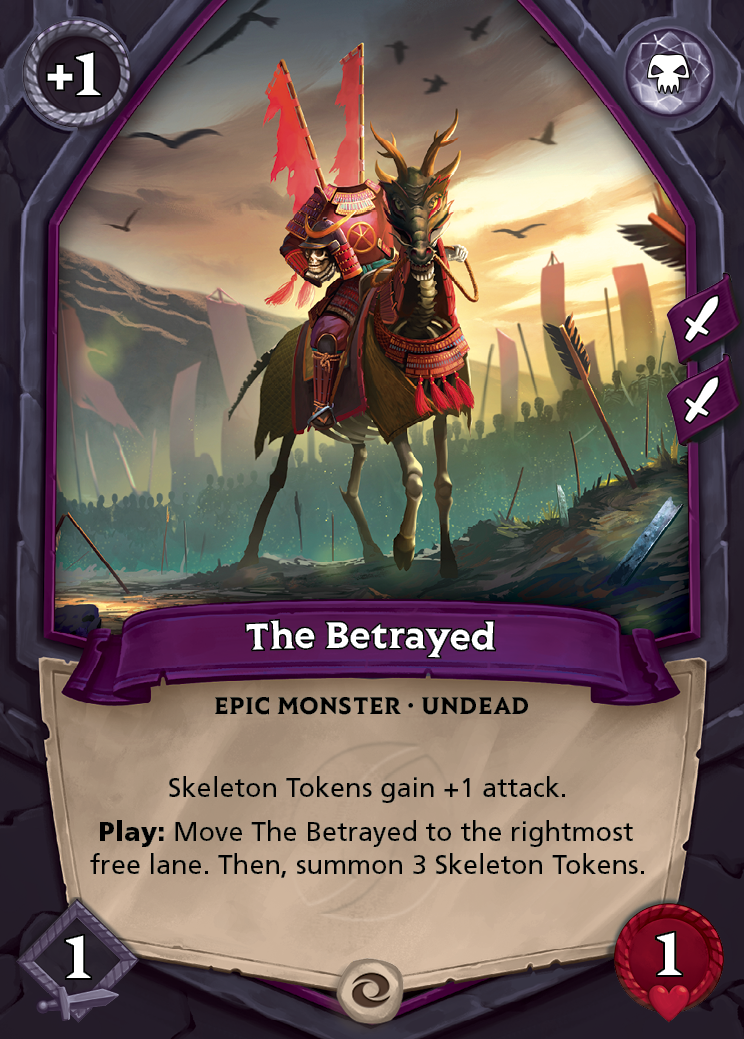 +1
The Betrayed
EPIC MONSTER · UNDEAD
Skeleton Tokens gain +1 attack.
Play: Move The Betrayed to the rightmost
free lane. Then, summon 3 Skeleton Tokens.
1
1